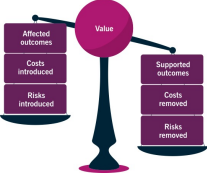 Value
Affected
outcomes
Costs
introduced
Risks
introduced
Supported
outcomes
Costs
removed
Risks
removed